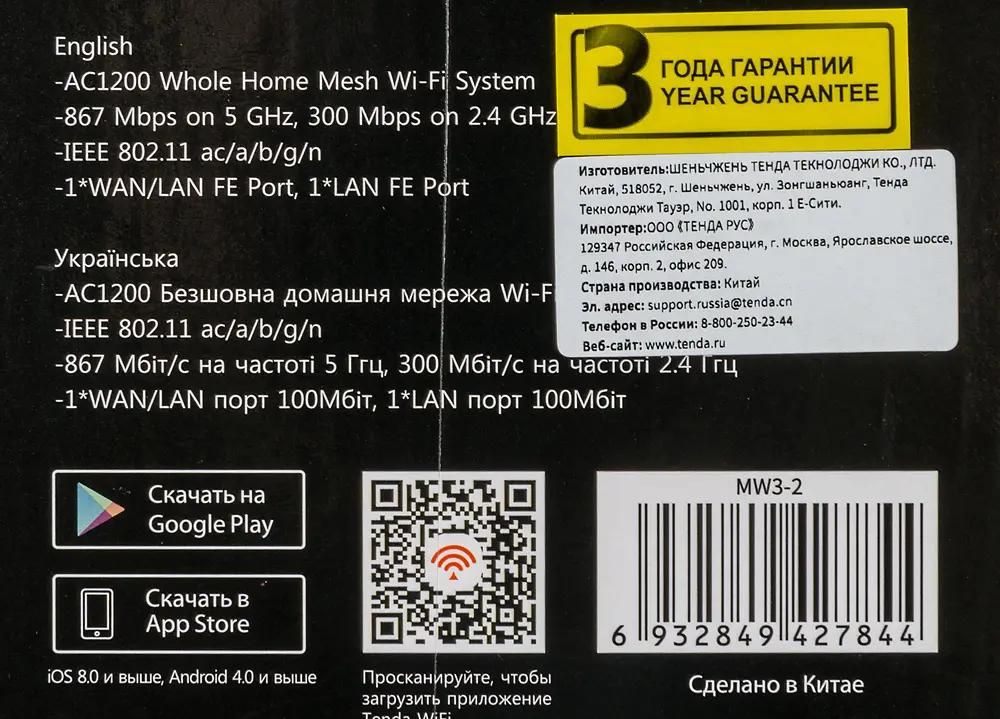 English
-AC1200 Whole Home Mesh Wi-Fi System
-867 Mbps on 5 GHz, 300 Mbps on 2.4 GHz
-IEEE 802.11 ac/a/b/g/n
-1*WAN/LAN FE Port, 1*LAN FE Port
Українська
-AC1200 Безшовна домашня мережа Wi-F
-IEEE 802.11 ac/a/b/g/n
-867 Мбіт/с на частоті 5 Ггц, 300 Мбіт/с на частоті 2.4 Ггц
-1*WAN/LAN порт 100Мбіт, 1*LAN порт 100Мбіт
3 ГОДА ГАРАНТИИ
YEAR GUARANTEE
Изготовитель:ШЕНЬЧЖЕНЬ ТЕНДА ТЕКНОЛОДЖИ КО., ЛТД.
Китай, 518052, г. Шеньчжень, ул. Зонгшаньюанг, Тенда
Текнолоджи Тауэр, No. 1001, корп. 1 Е-Сити.
Импортер:ООО《ТЕНДА РУС》
129347 Российская Федерация, г. Москва, Ярославское шоссе,
д. 146, корп. 2, офис 209.
Страна производства: Китай
Эл. адрес: support.russia@tenda.cn
Телефон в России: 8-800-250-23-44
Веб-сайт: www.tenda.ru
Скачать на
Google Play
Скачать в
App Store
iOS 8.0 и выше, Android 4.0 и выше
Просканируйте, чтобы
загрузить приложение
Tenda WiFi
MW3-2
6 932849 427844
Сделано в Китае